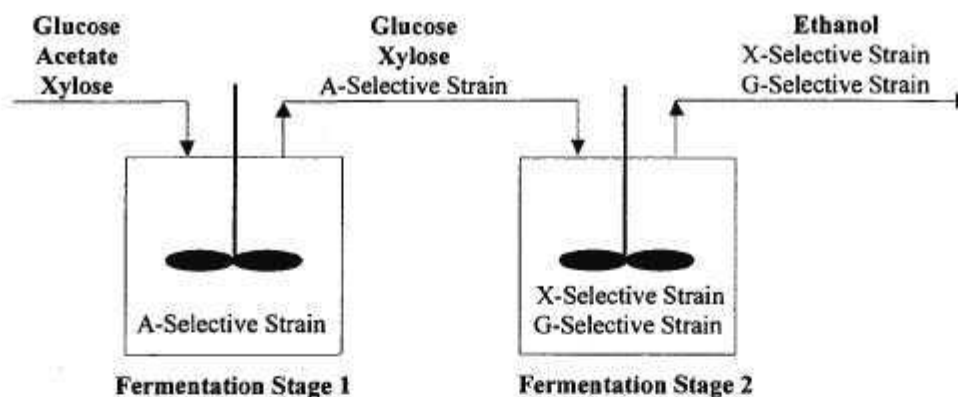 Glucose
Acetate
Xylose
Glucose
Xylose
A-Selective Strain
Ethanol
X-Selective Strain
G-Selective Strain
A-Selective Strain
X-Selective Strain
G-Selective Strain
Fermentation Stage 1
Fermentation Stage 2